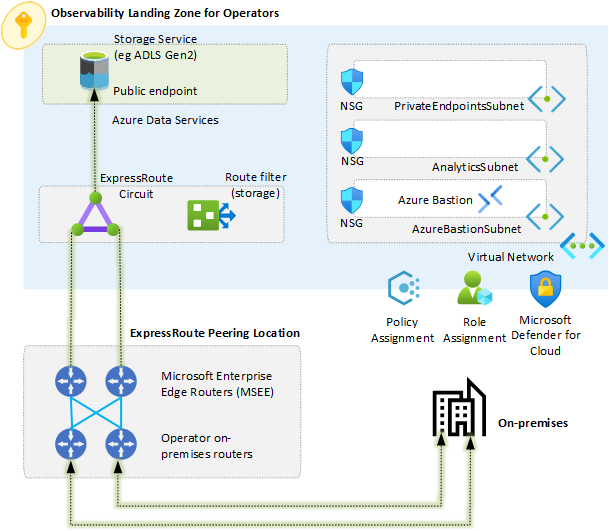 Observability Landing Zone for Operators
Storage Service
(eg ADLS Gen2)
Public endpoint
Azure Data Services
ExpressRoute
Circuit
Route filter
(storage)
NSG
PrivateEndpointsSubnet
NSG
AnalyticsSubnet
Azure Bastion
NSG
AzureBastionSubnet
Virtual Network
Policy
Assignment
Role
Assignment
Microsoft
Defender for
Cloud
ExpressRoute Peering Location
Microsoft Enterprise
Edge Routers (MSEE)
Operator on-
premises routers
On-premises